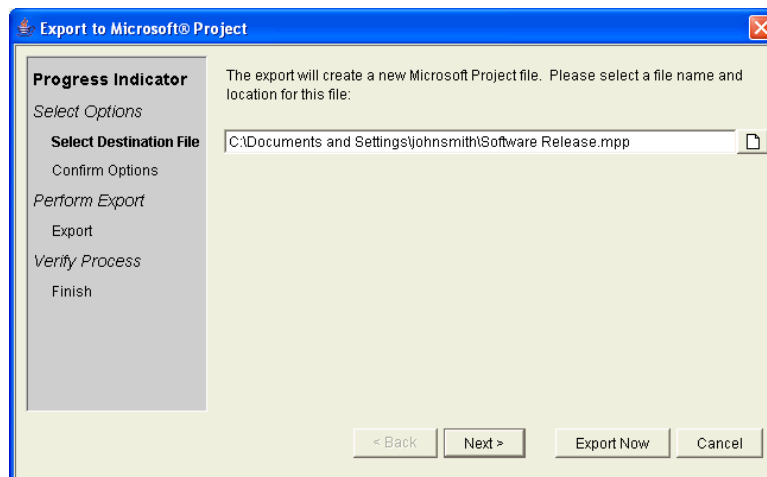 Export to Microsoft® Project
Progress Indicator
Select Options
Select Destination File
Confirm Options
Perform Export
Export
Verify Process
Finish
The export will create a new Microsoft Project file. Please select a file name and
location for this file:
C:\Documents and Settings\johnsmith\Software Release.mpp
< Back
Next >
Export Now
Cancel